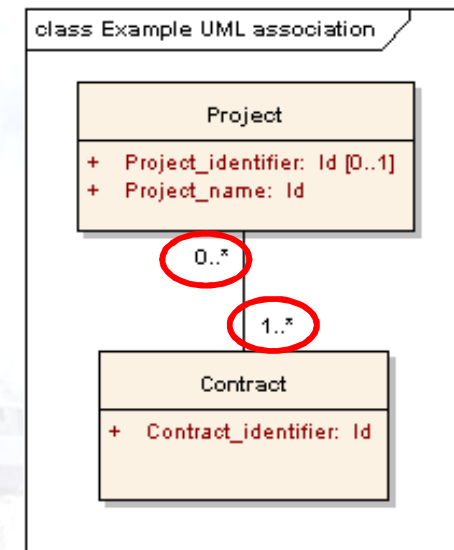 class Example UML association
Project
+ Project_identifier: Id [0..1]
+ Project_name: Id
0..*
1..*
Contract
+ Contract_identifier: Id